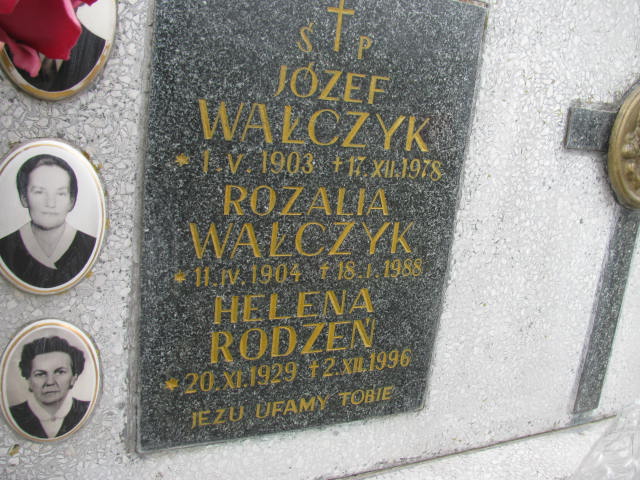 Ś P
JÓZEF
WAŁCZYK
* 1.V.1903 † 17.XII.1978
ROZALIA
WAŁCZYK
* 11.IV.1904 † 18.I.1988
HELENA
RODZEŃ
* 20.XI.1929 † 2.XII.1996
JEZU UFAMY TOBIE